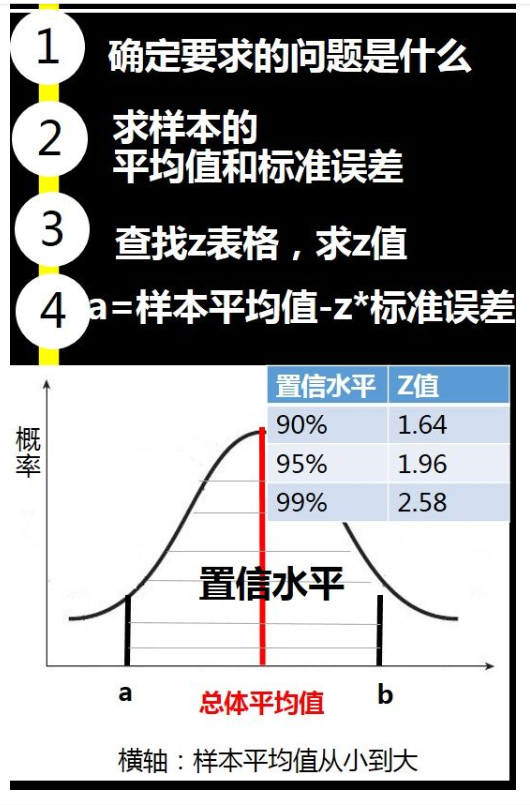 1 确定要求的问题是什么
2 求样本的
平均值和标准误差
3 查找z表格，求z值
4 a=样本平均值-z*标准误差
置信水平 Z值
90% 1.64
95% 1.96
99% 2.58
概率
置信水平
a 总体平均值 b
横轴：样本平均值从小到大